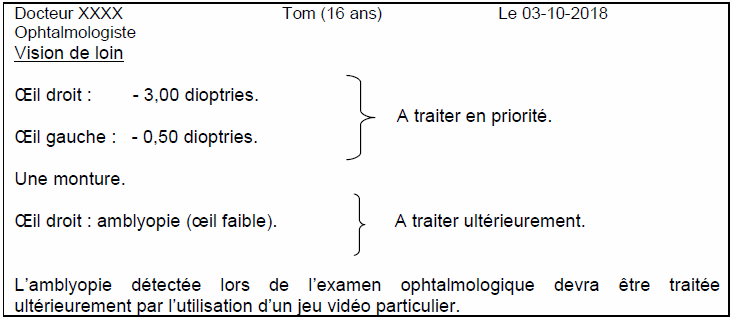 Docteur XXXX Tom (16 ans) Le 03-10-2018
Ophtalmologiste
Vision de loin
Œil droit : - 3,00 dioptries.
A traiter en priorité.
Œil gauche : - 0,50 dioptries.
Une monture.
Œil droit : amblyopie (œil faible). A traiter ultérieurement.
L’amblyopie détectée lors de l’examen ophtalmologique devra être traitée
ultérieurement par l’utilisation d’un jeu vidéo particulier.